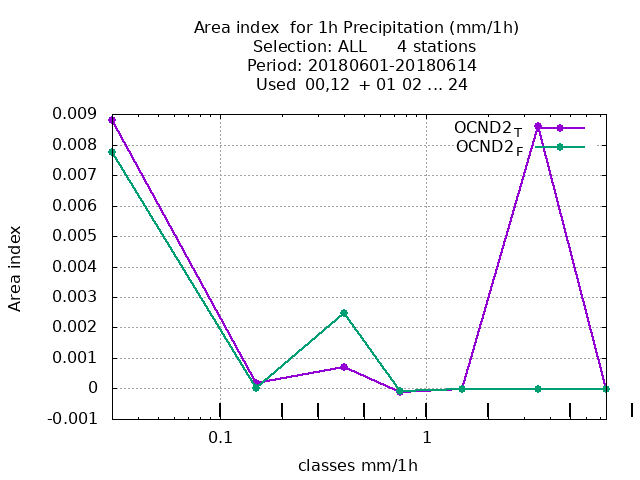 Area index for 1h Precipitation (mm/1h)
Selection: ALL 4 stations
Period: 20180601-20180614
Used 00,12 + 01 02 ... 24
OCND2T
OCND2F
0.009
0.008
0.007
0.006
0.005
0.004
0.003
0.002
0.001
0
-0.001
Area index
0.1 1
classes mm/1h